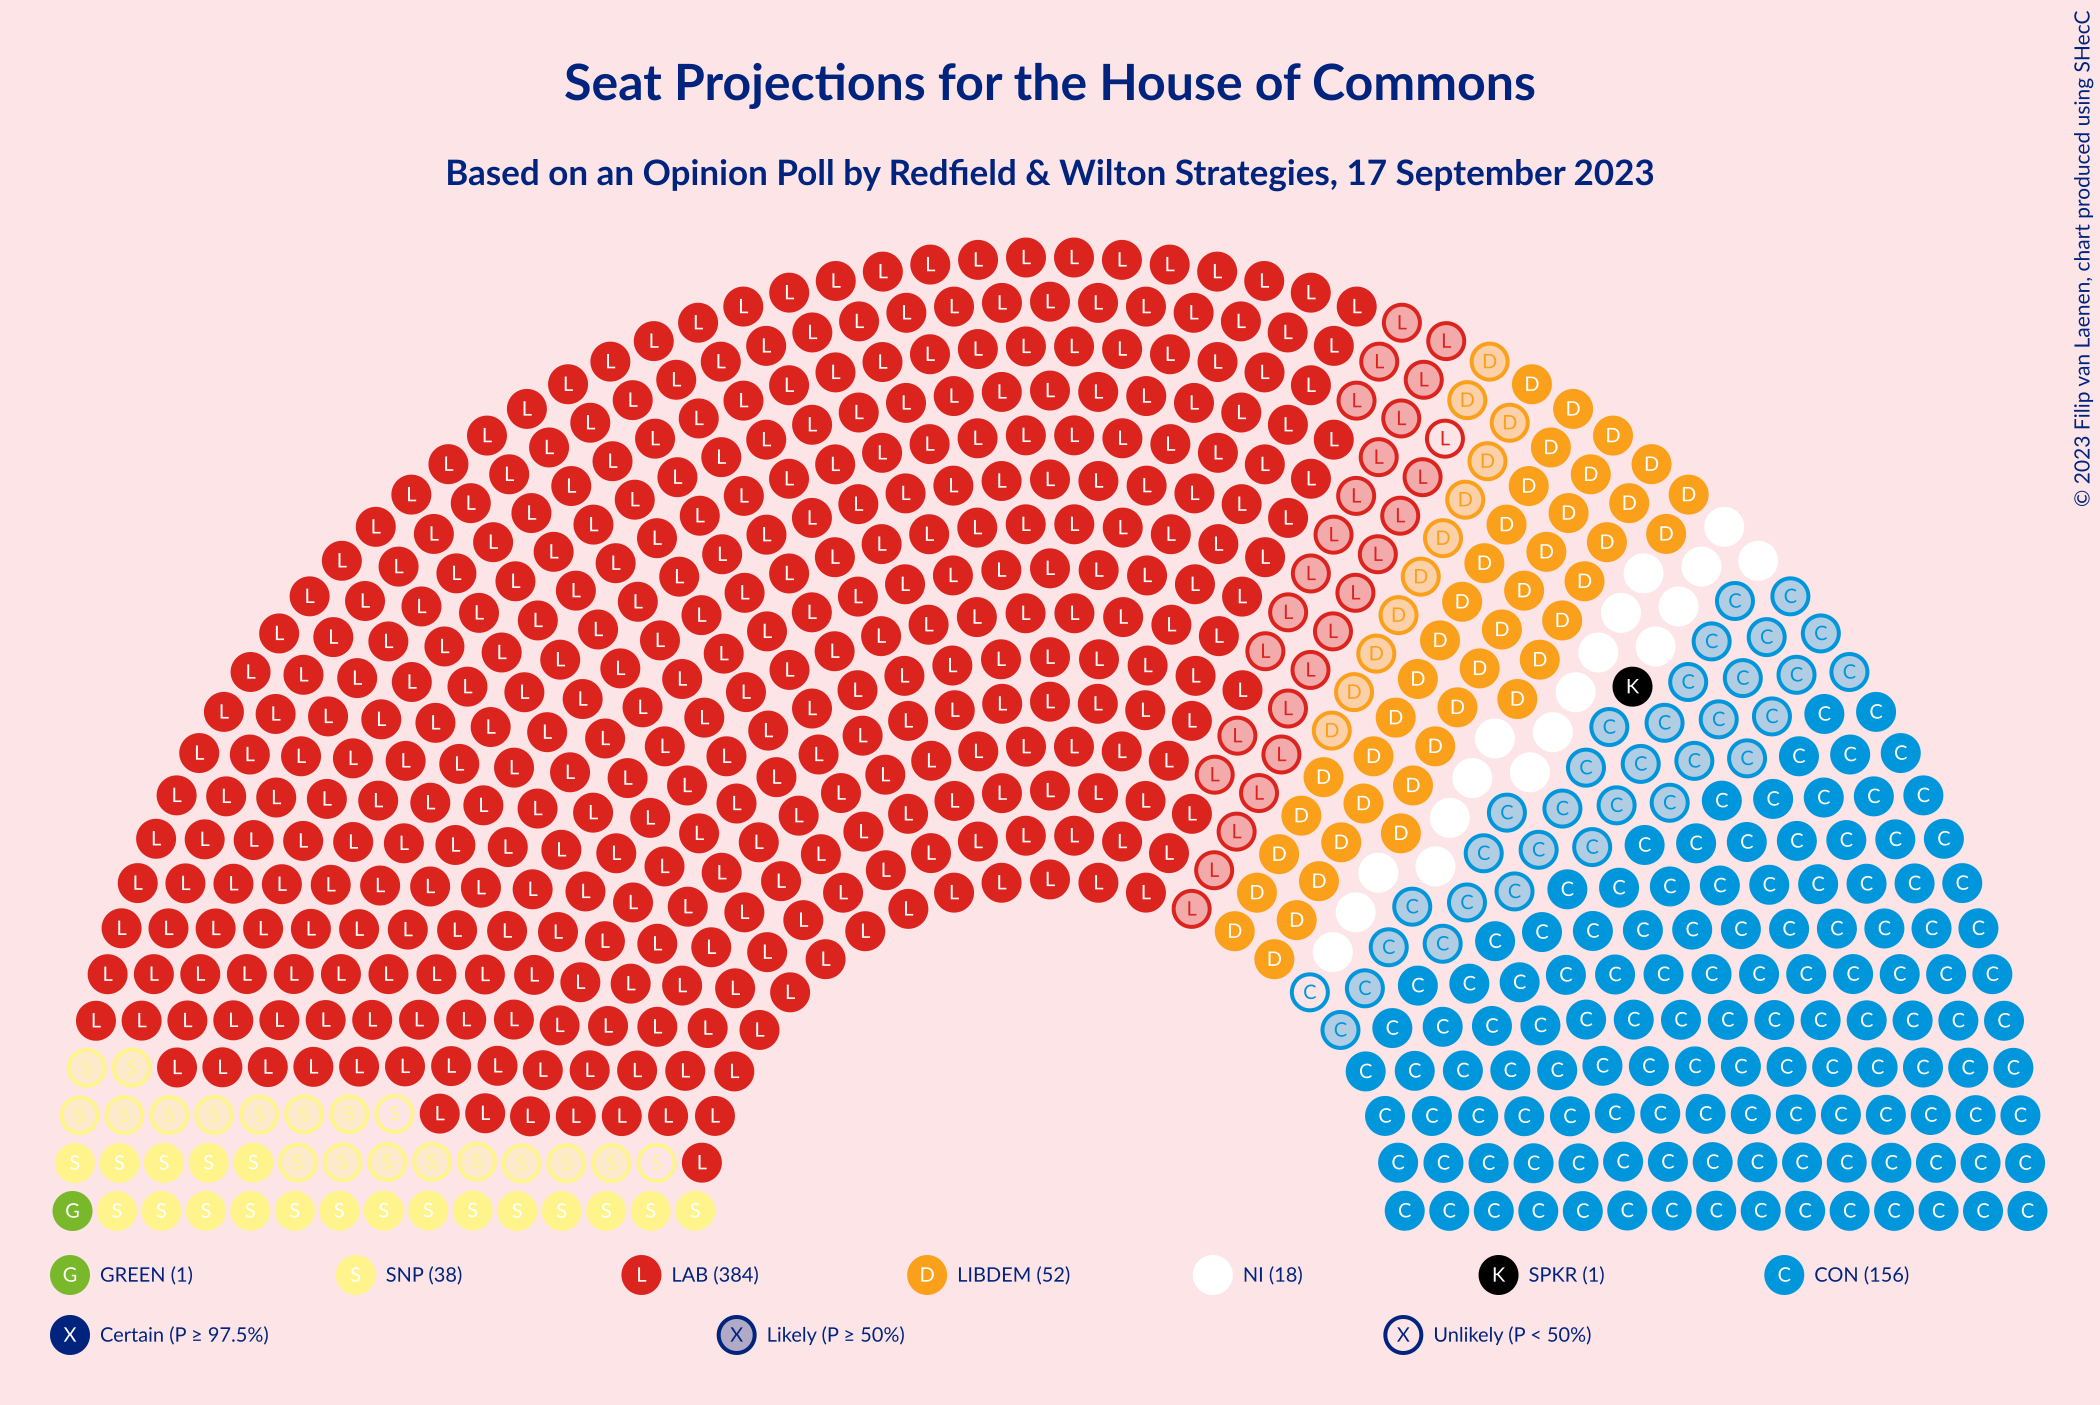 Seat Projections for the House of Commons
Based on an Opinion Poll by Redfield & Wilton Strategies, 17 September 2023
© 2023 Filip van Laenen, chart produced using SHecC
G GREEN (1) S SNP (38) L LAB (384) D LIBDEM (52) NI (18) K SPKR (1) C CON (156)
X Certain (P ≥ 97.5%) X Likely (P ≥ 50%) X Unlikely (P < 50%)